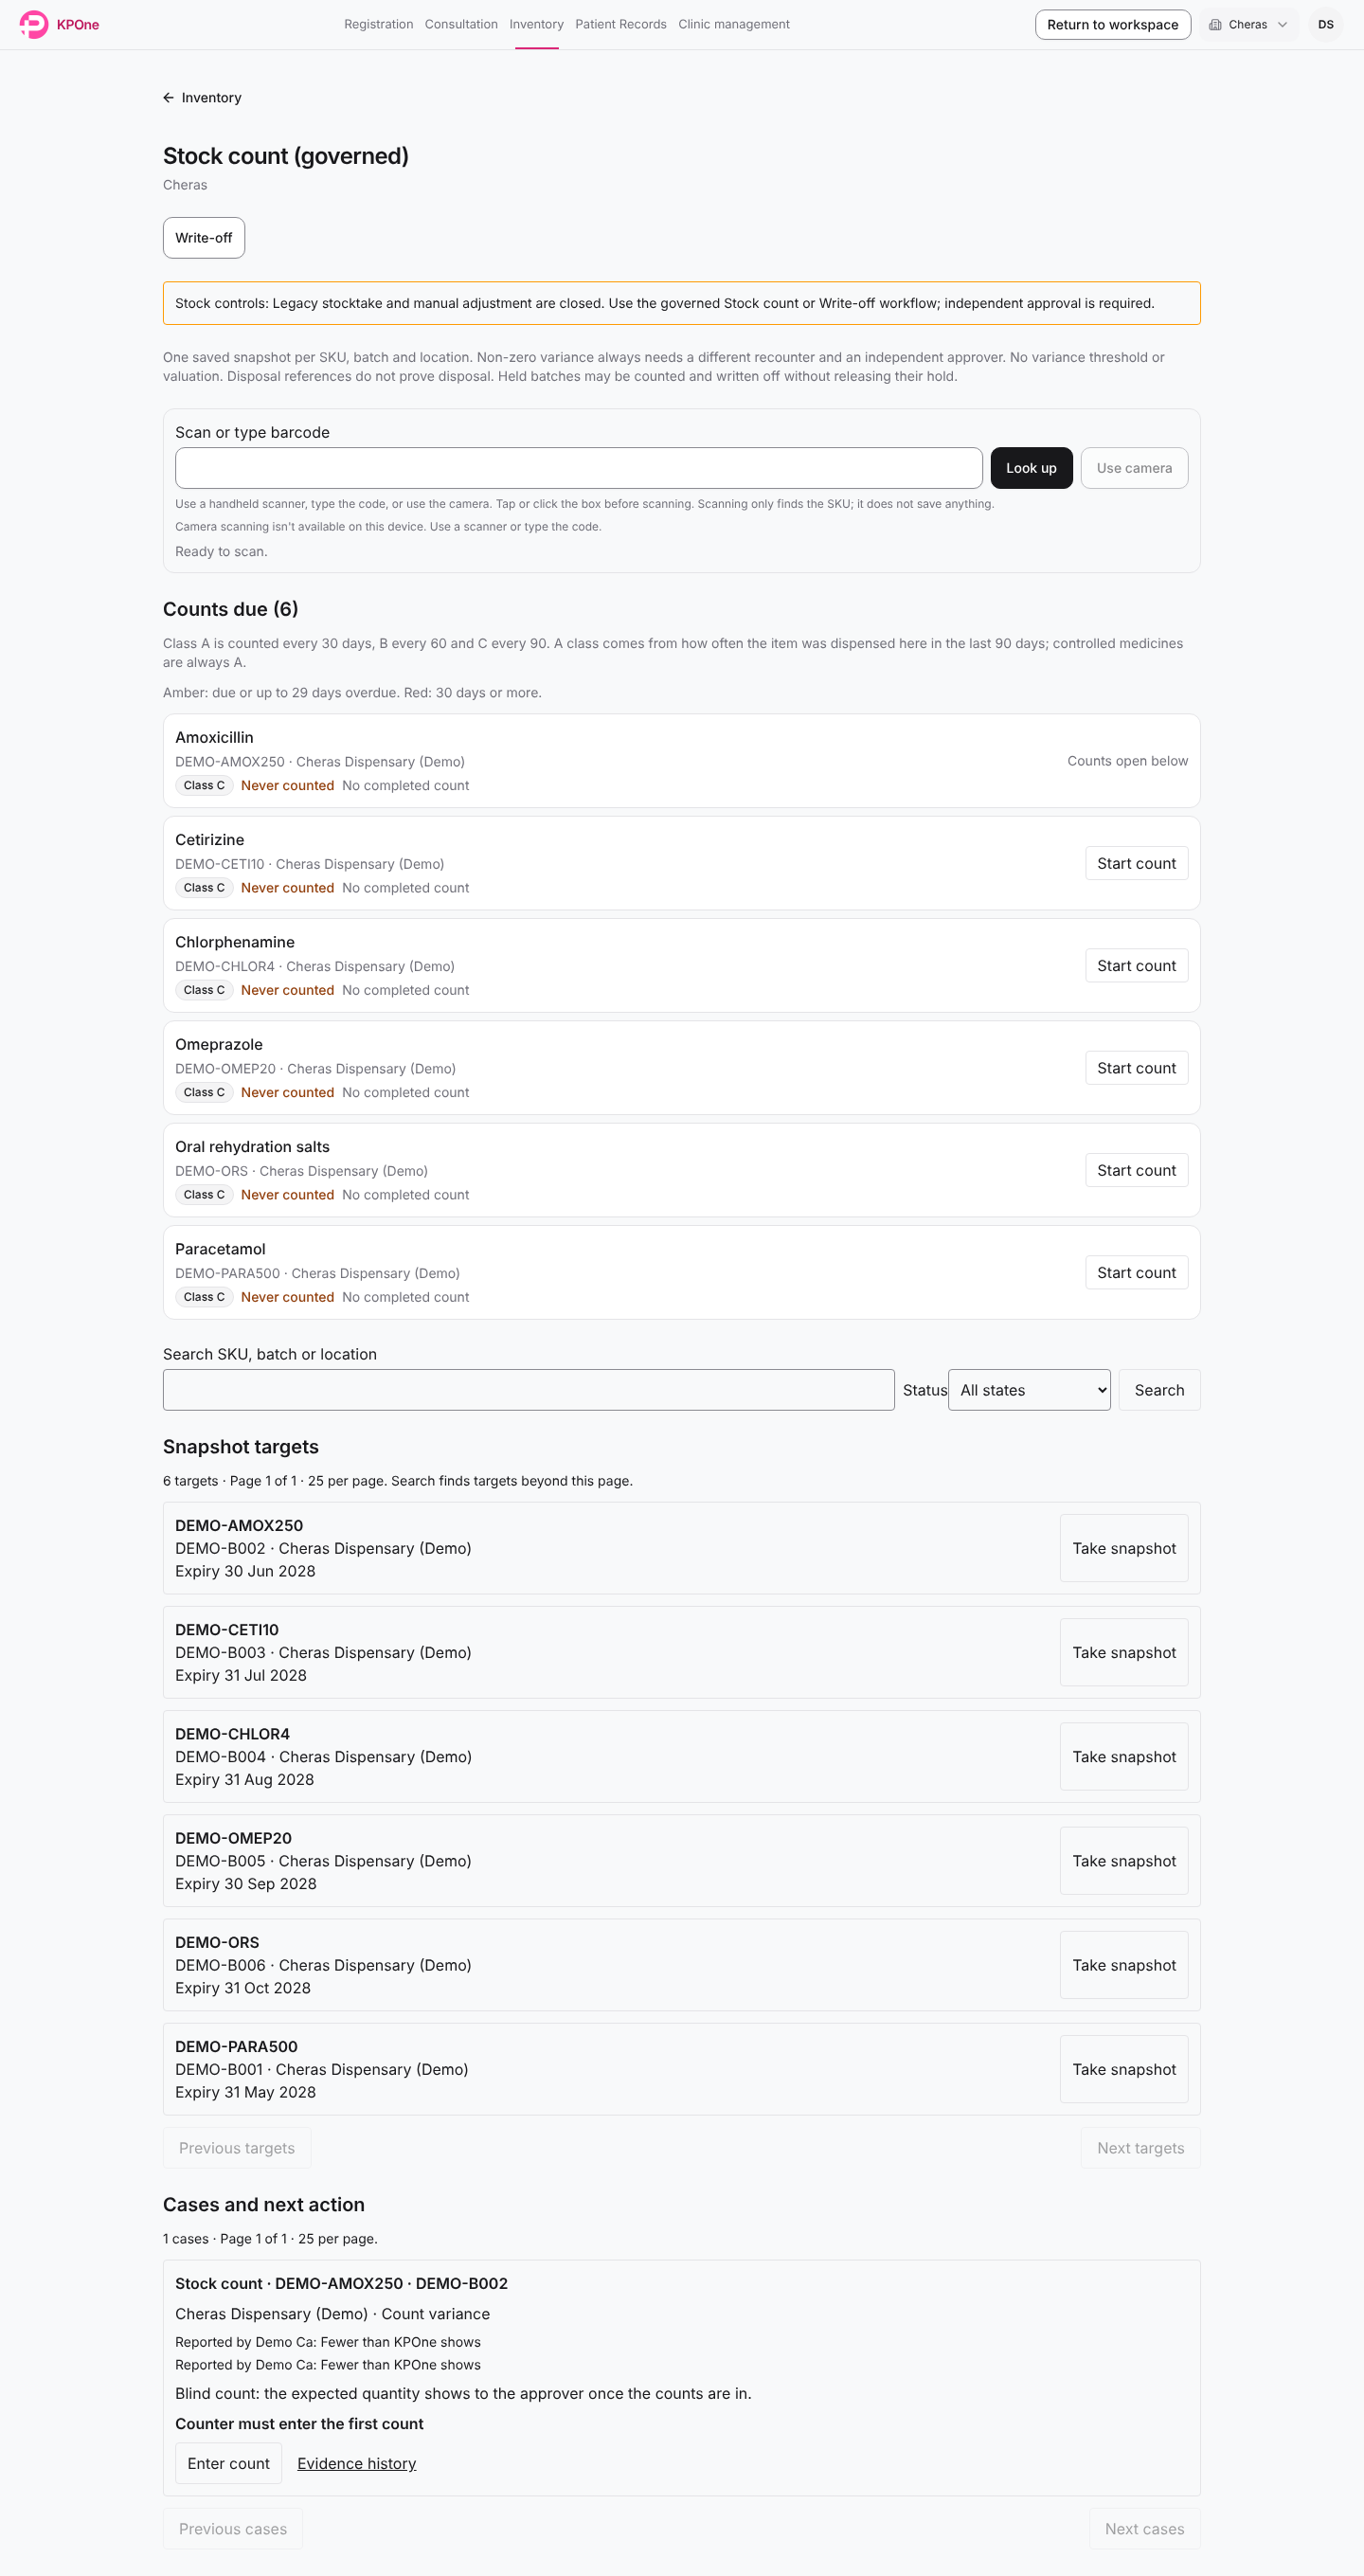 KPOne
Registration
Consultation
Inventory
Patient Records
Clinic management
Return to workspace
Cheras
DS
Inventory
Stock count (governed)
Cheras
Write-off
Stock controls: Legacy stocktake and manual adjustment are closed. Use the governed Stock count or Write-off workflow; independent approval is required.
One saved snapshot per SKU, batch and location. Non-zero variance always needs a different recounter and an independent approver. No variance threshold or
valuation. Disposal references do not prove disposal. Held batches may be counted and written off without releasing their hold.
Scan or type barcode
Look up
Use camera
Use a handheld scanner, type the code, or use the camera. Tap or click the box before scanning. Scanning only finds the SKU; it does not save anything.
Camera scanning isn't available on this device. Use a scanner or type the code.
Ready to scan.
Counts due (6)
Class A is counted every 30 days, B every 60 and C every 90. A class comes from how often the item was dispensed here in the last 90 days; controlled medicines
are always A.
Amber: due or up to 29 days overdue. Red: 30 days or more.
Amoxicillin
DEMO-AMOX250 · Cheras Dispensary (Demo)
Class C Never counted No completed count
Counts open below
Cetirizine
DEMO-CETI10 · Cheras Dispensary (Demo)
Class C Never counted No completed count
Start count
Chlorphenamine
DEMO-CHLOR4 · Cheras Dispensary (Demo)
Class C Never counted No completed count
Start count
Omeprazole
DEMO-OMEP20 · Cheras Dispensary (Demo)
Class C Never counted No completed count
Start count
Oral rehydration salts
DEMO-ORS · Cheras Dispensary (Demo)
Class C Never counted No completed count
Start count
Paracetamol
DEMO-PARA500 · Cheras Dispensary (Demo)
Class C Never counted No completed count
Start count
Search SKU, batch or location
Status
All states
Search
Snapshot targets
6 targets · Page 1 of 1 · 25 per page. Search finds targets beyond this page.
DEMO-AMOX250
DEMO-B002 · Cheras Dispensary (Demo)
Expiry 30 Jun 2028
Take snapshot
DEMO-CETI10
DEMO-B003 · Cheras Dispensary (Demo)
Expiry 31 Jul 2028
Take snapshot
DEMO-CHLOR4
DEMO-B004 · Cheras Dispensary (Demo)
Expiry 31 Aug 2028
Take snapshot
DEMO-OMEP20
DEMO-B005 · Cheras Dispensary (Demo)
Expiry 30 Sep 2028
Take snapshot
DEMO-ORS
DEMO-B006 · Cheras Dispensary (Demo)
Expiry 31 Oct 2028
Take snapshot
DEMO-PARA500
DEMO-B001 · Cheras Dispensary (Demo)
Expiry 31 May 2028
Take snapshot
Previous targets
Next targets
Cases and next action
1 cases · Page 1 of 1 · 25 per page.
Stock count · DEMO-AMOX250 · DEMO-B002
Cheras Dispensary (Demo) · Count variance
Reported by Demo Ca: Fewer than KPOne shows
Reported by Demo Ca: Fewer than KPOne shows
Blind count: the expected quantity shows to the approver once the counts are in.
Counter must enter the first count
Enter count
Evidence history
Previous cases
Next cases